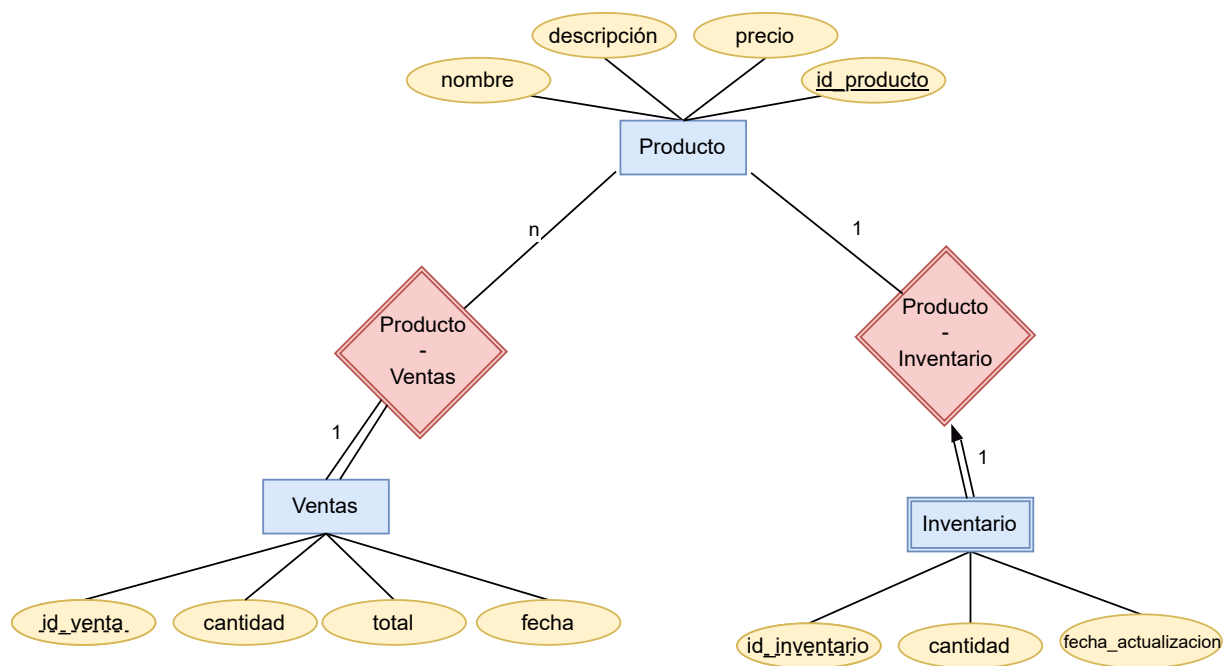 descripción
precio
nombre
id_producto
Producto
n
1
Producto
-
Ventas
Producto
-
Inventario
1
1
Ventas
Inventario
id_venta
cantidad
total
fecha
id_inventario
cantidad
fecha_actualizacion